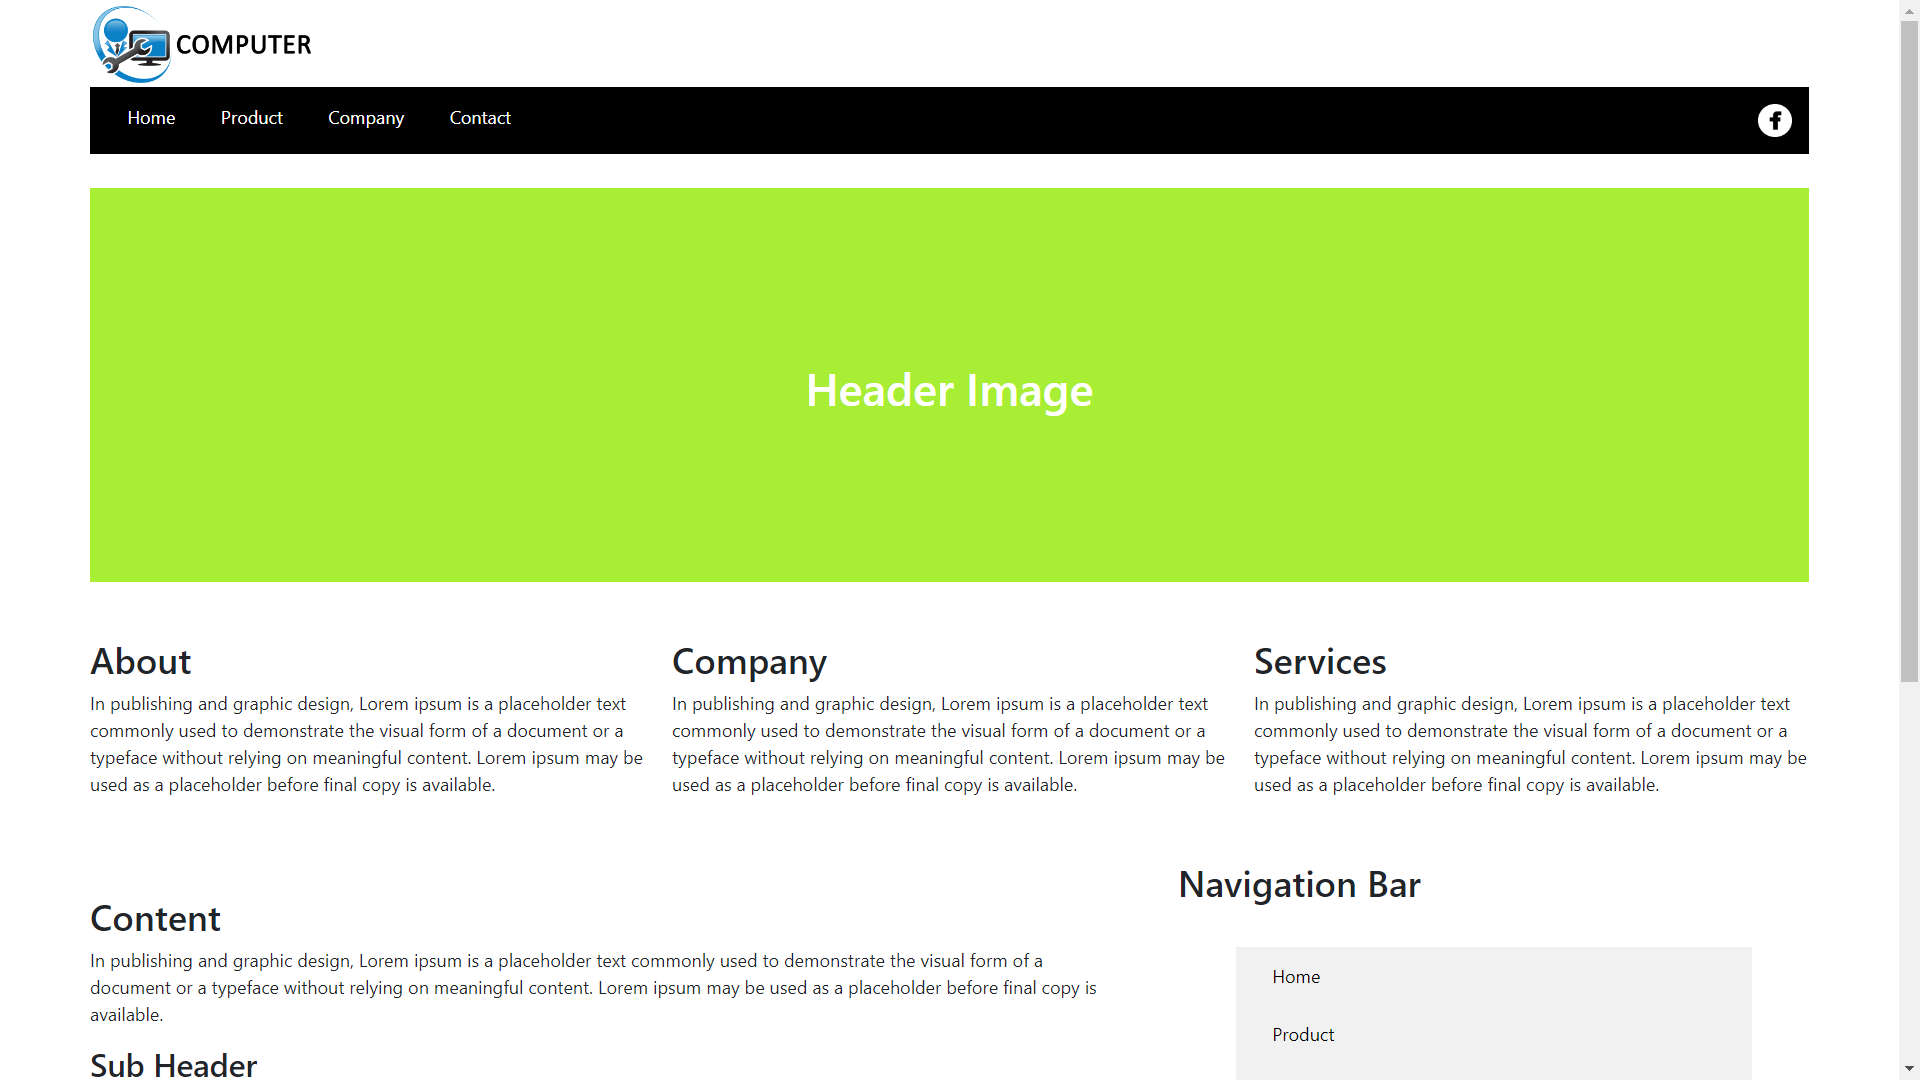 COMPUTER
Home Product Company Contact
Header Image
About
In publishing and graphic design, Lorem ipsum is a placeholder text
commonly used to demonstrate the visual form of a document or a
typeface without relying on meaningful content. Lorem ipsum may be
used as a placeholder before final copy is available.
Company
In publishing and graphic design, Lorem ipsum is a placeholder text
commonly used to demonstrate the visual form of a document or a
typeface without relying on meaningful content. Lorem ipsum may be
used as a placeholder before final copy is available.
Services
In publishing and graphic design, Lorem ipsum is a placeholder text
commonly used to demonstrate the visual form of a document or a
typeface without relying on meaningful content. Lorem ipsum may be
used as a placeholder before final copy is available.
Content
In publishing and graphic design, Lorem ipsum is a placeholder text commonly used to demonstrate the visual form of a
document or a typeface without relying on meaningful content. Lorem ipsum may be used as a placeholder before final copy is
available.
Sub Header
Navigation Bar
Home
Product